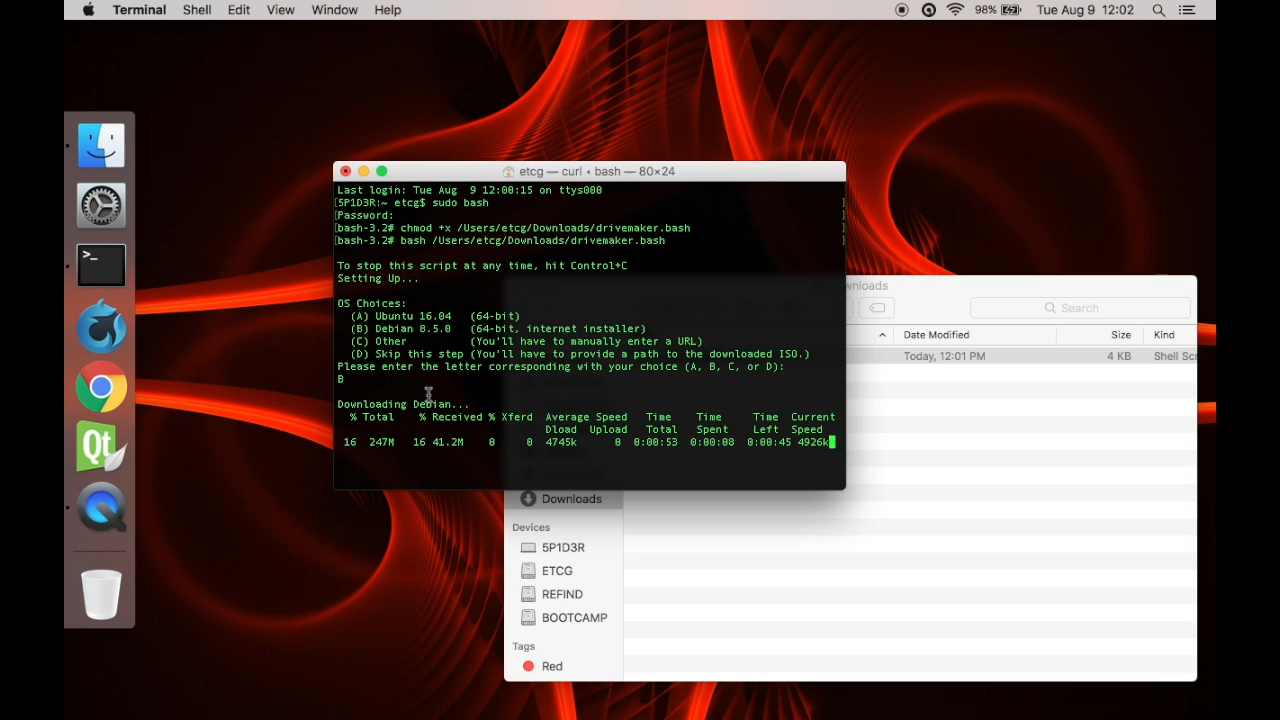 Terminal Shell Edit View Window Help 98% Tue Aug 9 12:02
etcg — curl • bash — 80×24
Last login: Tue Aug  9 12:00:15 on ttys000
[5P1D3R:~ etcg$ sudo bash ]
[Password: ]
[bash-3.2# chmod +x /Users/etcg/Downloads/drivemaker.bash ]
[bash-3.2# bash /Users/etcg/Downloads/drivemaker.bash ]
To stop this script at any time, hit Control+C
Setting Up...
OS Choices:
(A) Ubuntu 16.04 (64-bit)
(B) Debian 8.5.0 (64-bit, internet installer)
(C) Other (You'll have to manually enter a URL)
(D) Skip this step (You'll have to provide a path to the downloaded ISO.)
Please enter the letter corresponding with your choice (A, B, C, or D):
B
Downloading Debian...
% Total % Received % Xferd Average Speed Time Time Time Current
Dload Upload Total Spent Left Speed
16 247M 16 41.2M 0 0 4745k 0 0:00:53 0:00:08 0:00:45 4926k
Search
Date Modified Size Kind
Today, 12:01 PM 4 KB Shell Scr
Downloads
Devices
5P1D3R
ETCG
REFIND
BOOTCAMP
Tags
Red
>_
Qt